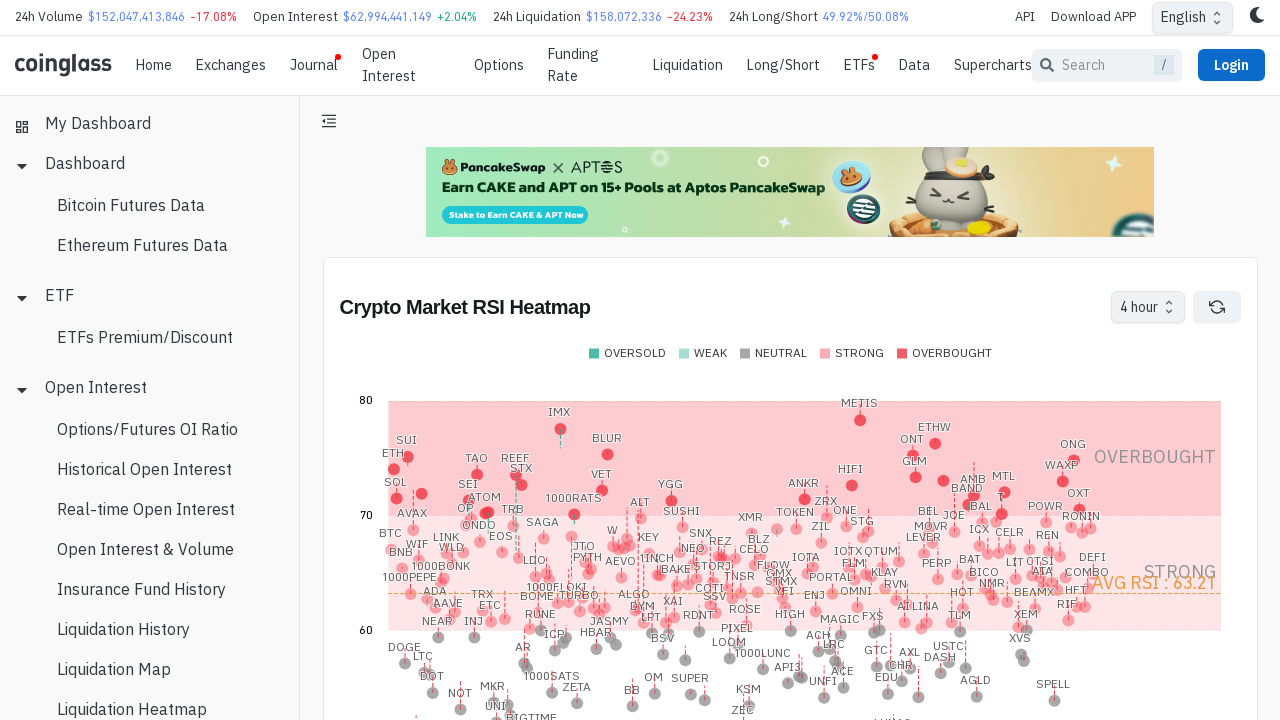 24h Volume $152,047,413,846 -17.08% Open Interest $62,994,441,149 +2.04% 24h Liquidation $158,072,336 -24.23% 24h Long/Short 49.92%/50.08% API Download APP English
coinglass Home Exchanges Journal Open Interest Options Funding Rate Liquidation Long/Short ETFs Data Supercharts Search / Login
My Dashboard
Dashboard
Bitcoin Futures Data
Ethereum Futures Data
ETF
ETFs Premium/Discount
Open Interest
Options/Futures OI Ratio
Historical Open Interest
Real-time Open Interest
Open Interest & Volume
Insurance Fund History
Liquidation History
Liquidation Map
Liquidation Heatmap
PancakeSwap × APTOS
Earn CAKE and APT on 15+ Pools at Aptos PancakeSwap
Stake to Earn CAKE & APT Now
Crypto Market RSI Heatmap
4 hour
OVERSOLD WEAK NEUTRAL STRONG OVERBOUGHT
80
METIS
IMX
ETHW
BLUR
SUI
ONT
ONG
ETH
OVERBOUGHT
TAO
REEF
GLM
WAXP
STX
HIFI
VET
MTL
AMB
SOL
SEI
YGG
ANKR
BAND
OXT
ATOM
1000RATS
ALT
ZRX
BAL
POWR
OP
TRB
SUSHI
TOKEN
ONE
BEL
JOE
AVAX
70
XMR
RONIN
SAGA
STG
ONDO
ZIL
MOVR
ICX
W
BTC
SNX
CELR
LINK
EOS
KEY
BLZ
LEVER
REN
WIF
WLD
JTO
NEO
REZ
CELO
BNB
PYTH
1INCH
IOTA
IOTX
QTUM
DEFI
LDO
AEVO
FLOW
FLM
PERP
BAT
LIT
CTSI
1000BONK
BAKE
STORJ
STRONG
1000PEPE
TNSR
GMX
PORTAL
KLAY
BICO
ATA
COMBO
STMX
AVG RSI : 63.21
ADA
TRX
1000FLOKI
COTI
YFI
OMNI
RVN
NMR
BOME
TURBO
ALGO
SSV
ENJ
HOT
BEAMX
HFT
AAVE
ETC
DYM
XAI
ROSE
AI
LINA
RIF
NEAR
INJ
RUNE
JASMY
LPT
RDNT
HIGH
MAGIC
FXS
TLM
XEM
60
ICP
HBAR
BSV
PIXEL
ACH
XVS
DOGE
AR
LOOM
LRC
USTC
LTC
1000LUNC
GTC
AXL
DASH
DOT
1000SATS
OM
SUPER
API3
ACE
CHR
NOT
MKR
ZETA
BB
KSM
UNFI
EDU
AGLD
SPELL
UNI
ZEC
BIGTIME